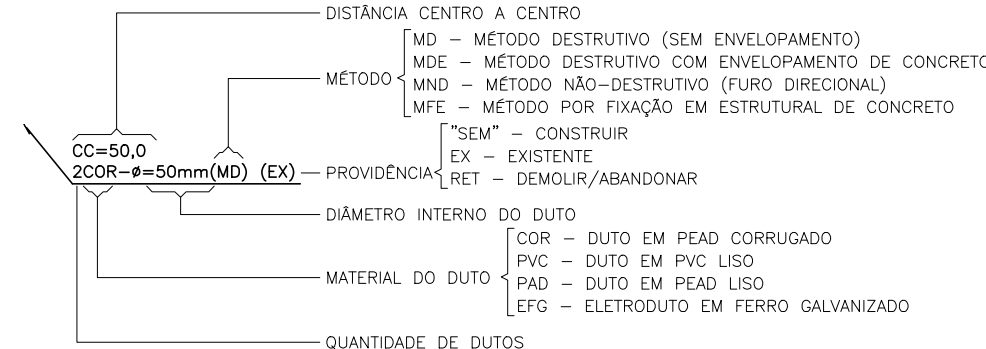 DISTÂNCIA CENTRO A CENTRO
MÉTODO
MD – MÉTODO DESTRUTIVO (SEM ENVELOPAMENTO)
MDE – MÉTODO DESTRUTIVO COM ENVELOPAMENTO DE CONCRETO
MND – MÉTODO NÃO–DESTRUTIVO (FURO DIRECIONAL)
MFE – MÉTODO POR FIXAÇÃO EM ESTRUTURAL DE CONCRETO
CC=50,0
2COR–ø=50mm(MD) (EX)
PROVIDÊNCIA
"SEM" – CONSTRUIR
EX – EXISTENTE
RET – DEMOLIR/ABANDONAR
DIÂMETRO INTERNO DO DUTO
MATERIAL DO DUTO
COR – DUTO EM PEAD CORRUGADO
PVC – DUTO EM PVC LISO
PAD – DUTO EM PEAD LISO
EFG – ELETRODUTO EM FERRO GALVANIZADO
QUANTIDADE DE DUTOS